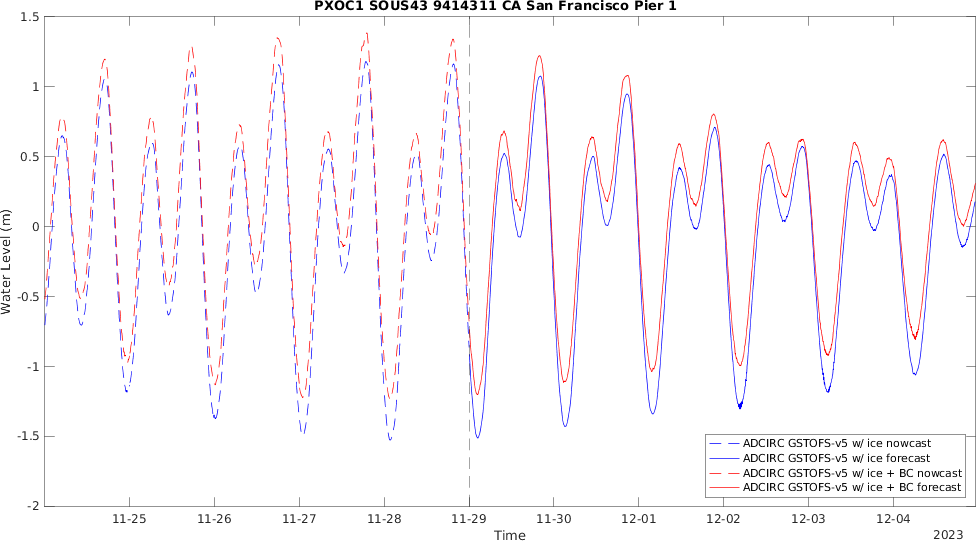 PXOC1 SOUS43 9414311 CA San Francisco Pier 1
1.5
1
0.5
0
-0.5
-1
-1.5
-2
Water Level (m)
ADCIRC GSTOFS-v5 w/ ice nowcast
ADCIRC GSTOFS-v5 w/ ice forecast
ADCIRC GSTOFS-v5 w/ ice + BC nowcast
ADCIRC GSTOFS-v5 w/ ice + BC forecast
11-25 11-26 11-27 11-28 11-29 11-30 12-01 12-02 12-03 12-04
Time
2023